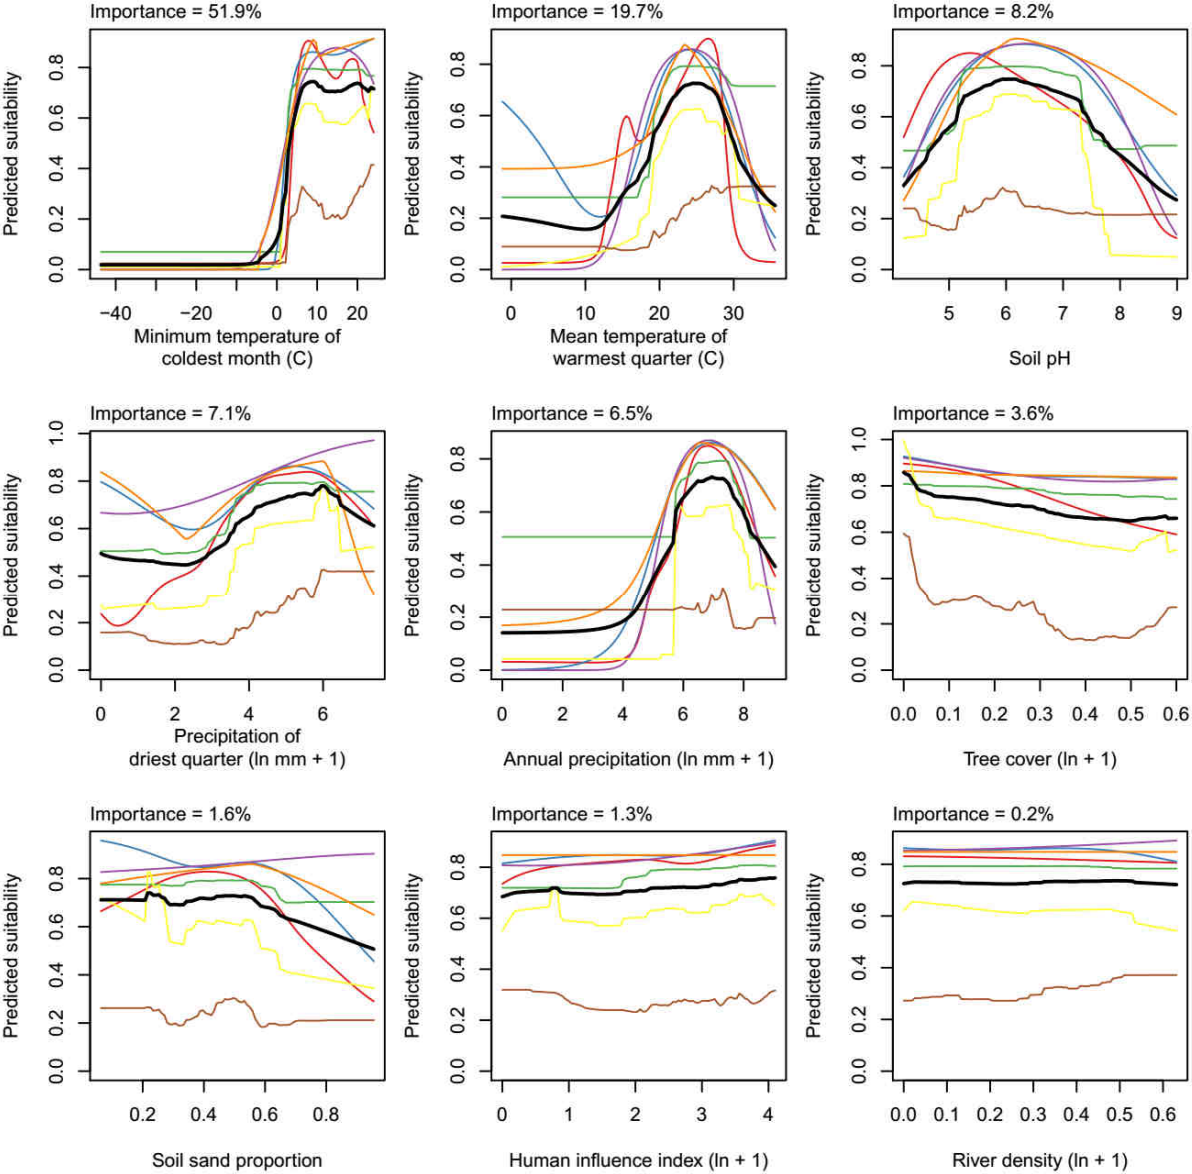 Importance = 51.9%
Predicted suitability
0.0 0.2 0.4 0.6 0.8
−40 −20 0 10 20
Minimum temperature of
coldest month (C)
Importance = 19.7%
Predicted suitability
0.0 0.2 0.4 0.6 0.8
0 10 20 30
Mean temperature of
warmest quarter (C)
Importance = 8.2%
Predicted suitability
0.0 0.2 0.4 0.6 0.8
5 6 7 8 9
Soil pH
Importance = 7.1%
Predicted suitability
0.0 0.2 0.4 0.6 0.8 1.0
0 2 4 6
Precipitation of
driest quarter (ln mm + 1)
Importance = 6.5%
Predicted suitability
0.0 0.2 0.4 0.6 0.8
0 2 4 6 8
Annual precipitation (ln mm + 1)
Importance = 3.6%
Predicted suitability
0.0 0.2 0.4 0.6 0.8 1.0
0.0 0.1 0.2 0.3 0.4 0.5 0.6
Tree cover (ln + 1)
Importance = 1.6%
Predicted suitability
0.0 0.2 0.4 0.6 0.8
0.2 0.4 0.6 0.8
Soil sand proportion
Importance = 1.3%
Predicted suitability
0.0 0.2 0.4 0.6 0.8
0 1 2 3 4
Human influence index (ln + 1)
Importance = 0.2%
Predicted suitability
0.0 0.2 0.4 0.6 0.8
0.0 0.1 0.2 0.3 0.4 0.5 0.6
River density (ln + 1)